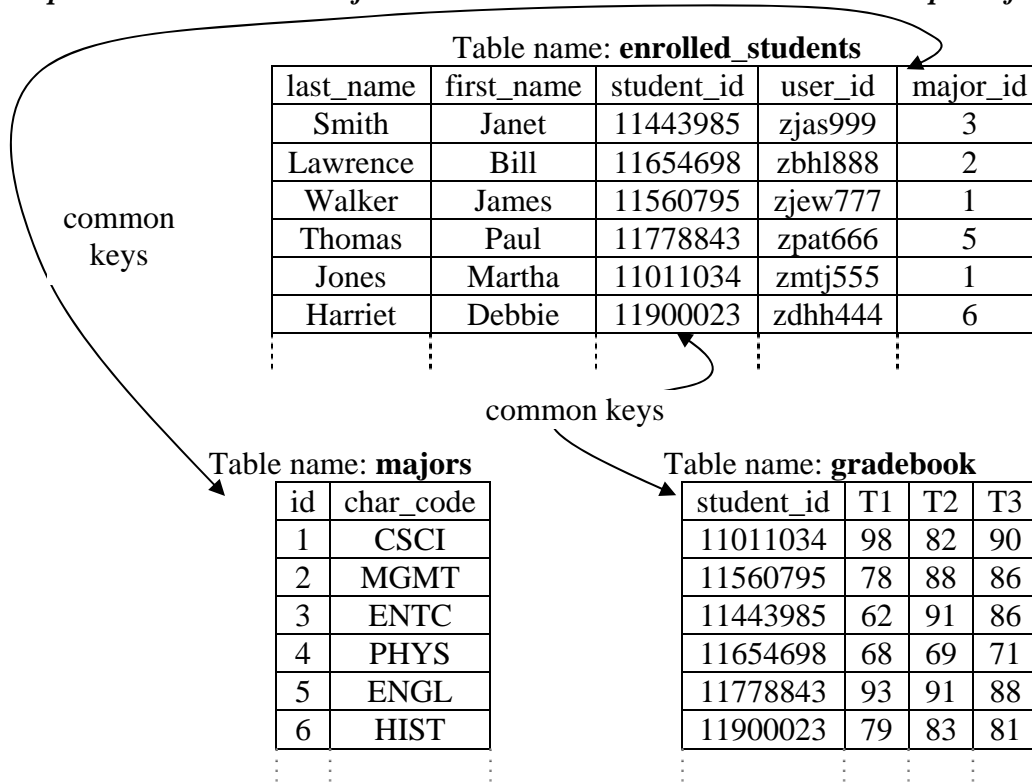 Table name: enrolled_students
last_name first_name student_id user_id major_id
Smith Janet 11443985 zjas999 3
Lawrence Bill 11654698 zbhl888 2
Walker James 11560795 zjew777 1
Thomas Paul 11778843 zpat666 5
Jones Martha 11011034 zmtj555 1
Harriet Debbie 11900023 zdhh444 6
common
keys
common keys
Table name: majors
id char_code
1 CSCI
2 MGMT
3 ENTC
4 PHYS
5 ENGL
6 HIST
Table name: gradebook
student_id T1 T2 T3
11011034 98 82 90
11560795 78 88 86
11443985 62 91 86
11654698 68 69 71
11778843 93 91 88
11900023 79 83 81